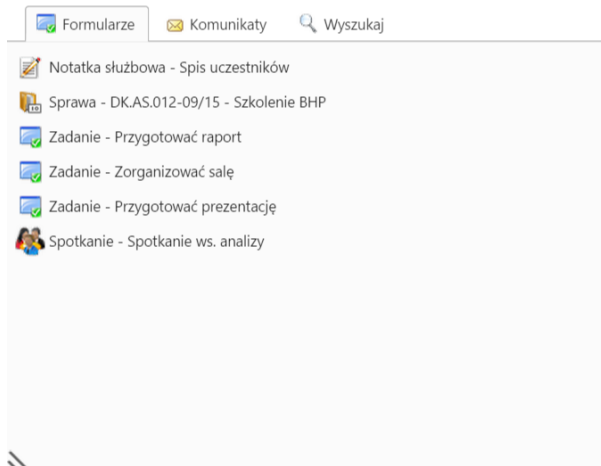 Formularze Komunikaty Wyszukaj
Notatka służbowa - Spis uczestników
Sprawa - DK.AS.012-09/15 - Szkolenie BHP
Zadanie - Przygotować raport
Zadanie - Zorganizować salę
Zadanie - Przygotować prezentację
Spotkanie - Spotkanie ws. analizy